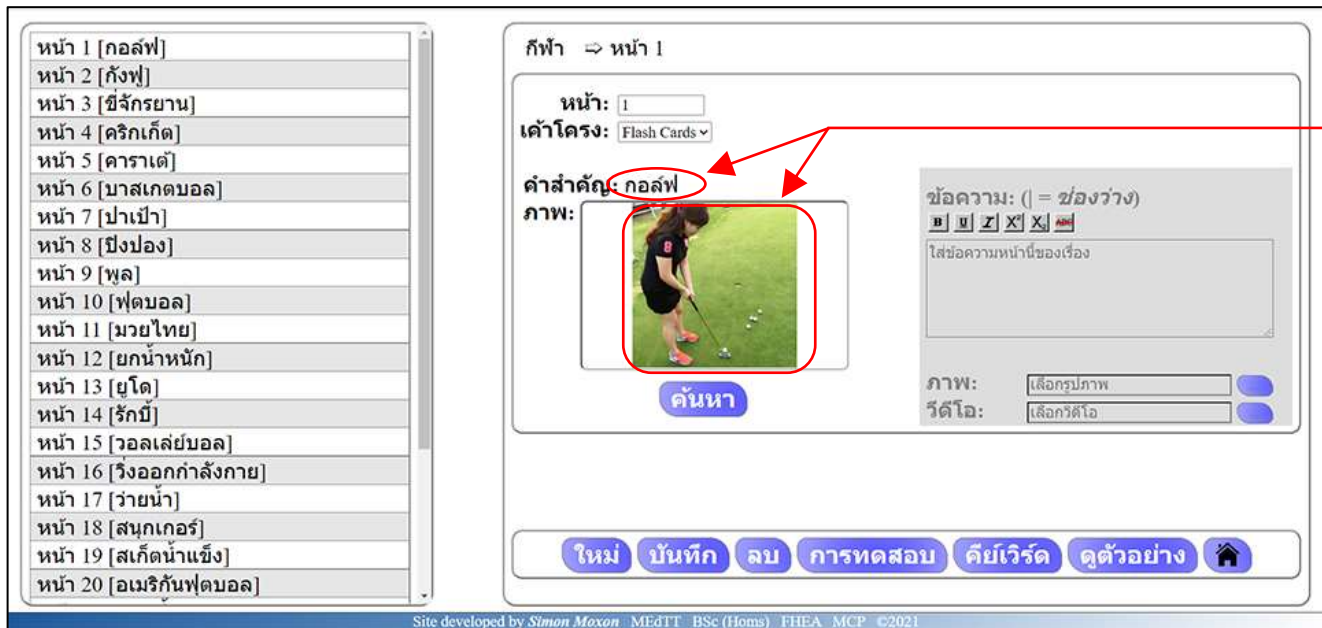 หน้า 1 [กอล์ฟ]
หน้า 2 [กังฟู]
หน้า 3 [ขี่จักรยาน]
หน้า 4 [คริกเก็ต]
หน้า 5 [คาราเต้]
หน้า 6 [บาสเกตบอล]
หน้า 7 [ปาเป้า]
หน้า 8 [ปิงปอง]
หน้า 9 [พูล]
หน้า 10 [ฟุตบอล]
หน้า 11 [มวยไทย]
หน้า 12 [ยกน้ำหนัก]
หน้า 13 [ยูโด]
หน้า 14 [รักบี้]
หน้า 15 [วอลเล่ย์บอล]
หน้า 16 [วิ่งออกกำลังกาย]
หน้า 17 [ว่ายน้ำ]
หน้า 18 [สนุกเกอร์]
หน้า 19 [สเก็ตน้ำแข็ง]
หน้า 20 [อเมริกันฟุตบอล]
กีฬา ⇨ หน้า 1
หน้า: 1
เค้าโครง: Flash Cards
คำสำคัญ: กอล์ฟ
ภาพ:
8
ค้นหา
ข้อความ: (| = ช่องว่าง)
B U I X² X₂ ABC
ใส่ข้อความหน้านี้ของเรื่อง
ภาพ: เลือกรูปภาพ
วีดีโอ: เลือกวิดีโอ
ใหม่ บันทึก ลบ การทดสอบ คีย์เวิร์ด ดูตัวอย่าง
Site developed by Simon Moxon MEdTT BSc (Homs) FHEA MCP ©2021